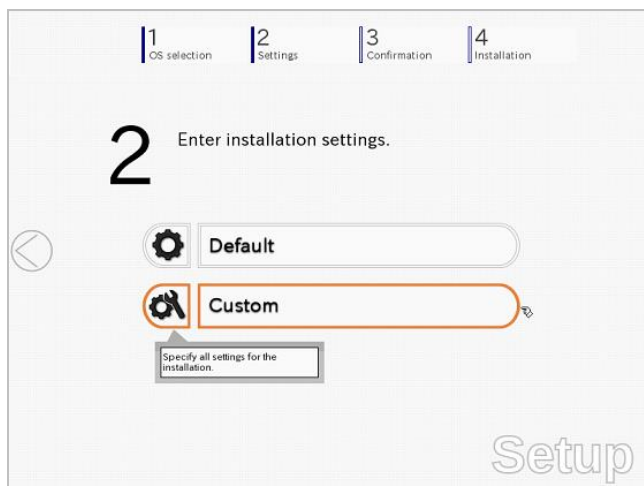 1
OS selection
2
Settings
3
Confirmation
4
Installation
2
Enter installation settings.
Default
Custom
Specify all settings for the
installation.
Setup